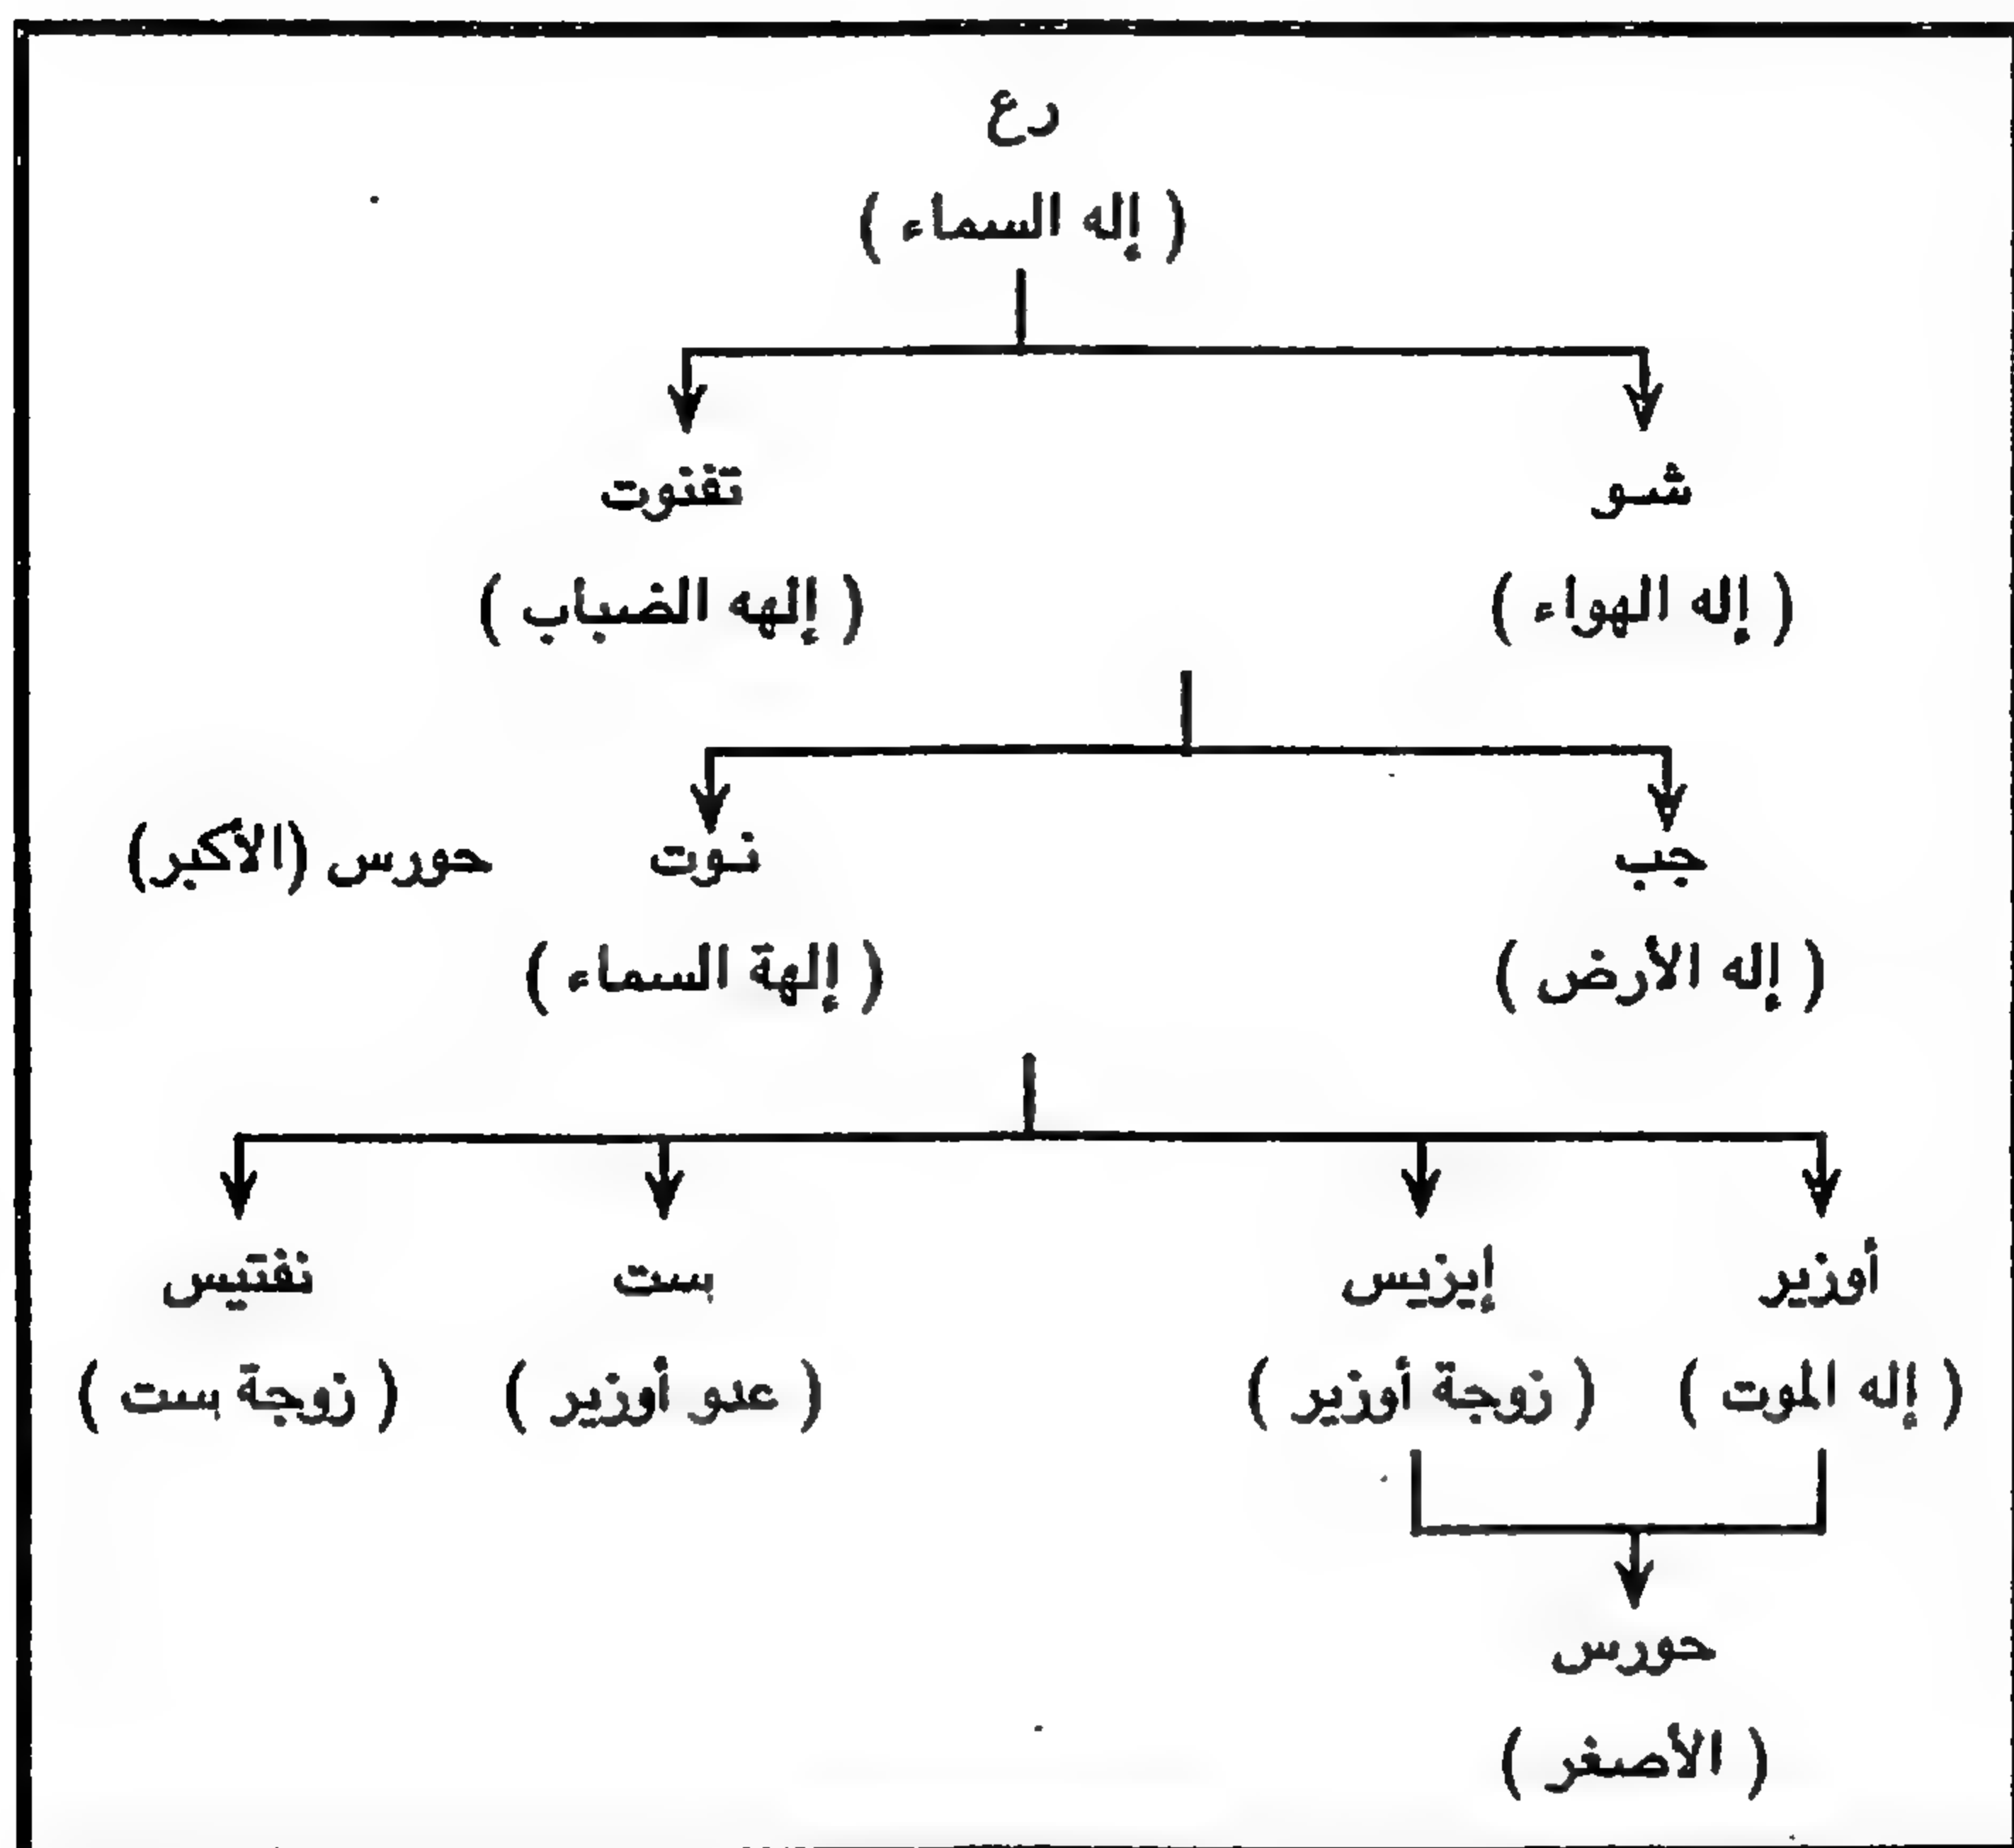 رع
( إله السماء )
شو تفنوت
( إله الهواء ) ( إلهه الضباب )
جب نوت حورس (الأكبر)
( إله الأرض ) ( إلهة السماء )
أوزير إيزيس ست نفتيس
( إله الموت ) ( زوجة أوزير ) ( عدو أوزير ) ( زوجة ست )
حورس
( الأصغر )